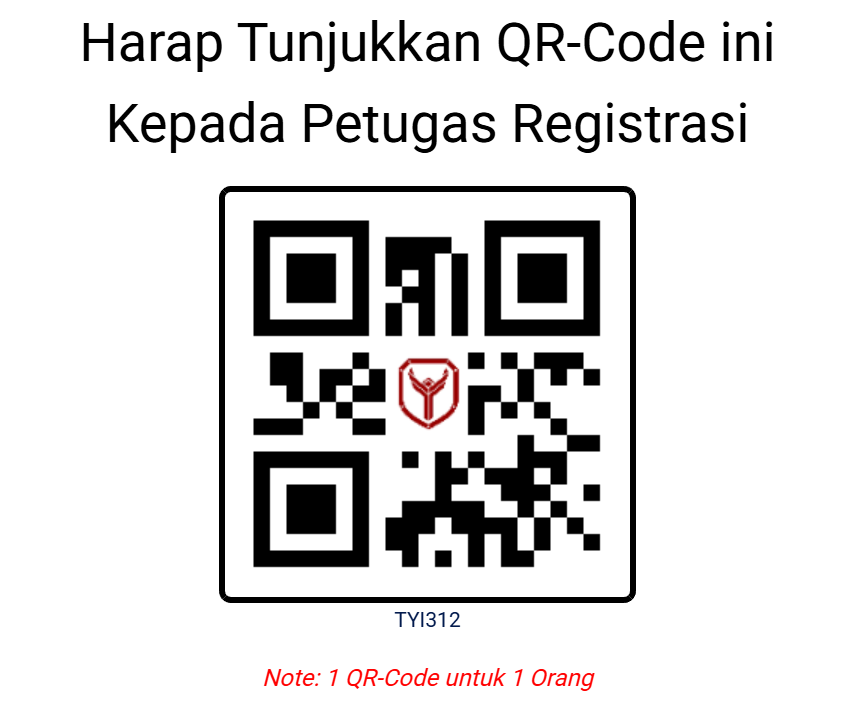 Harap Tunjukkan QR-Code ini
Kepada Petugas Registrasi
TYI312
Note: 1 QR-Code untuk 1 Orang